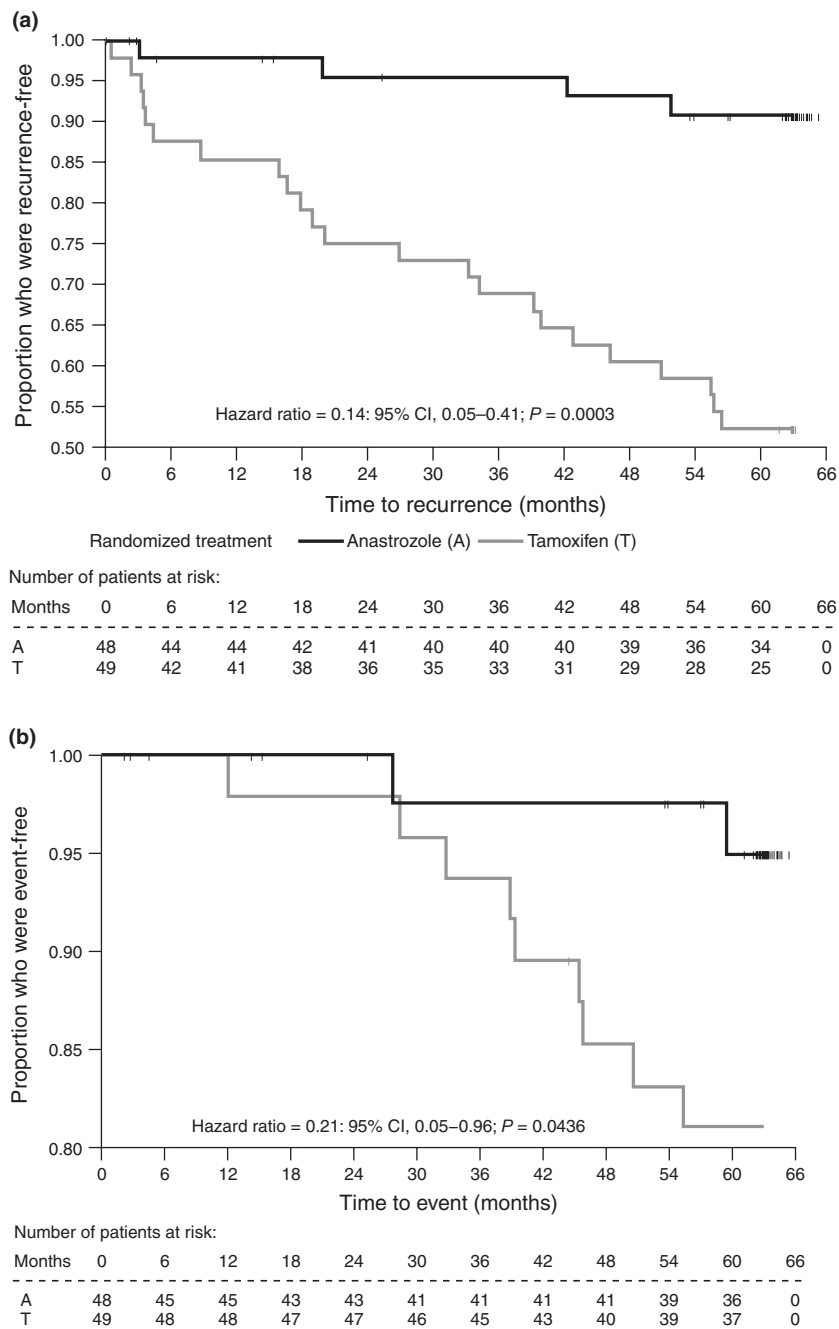 (a)
1.00
0.95
0.90
0.85
0.80
0.75
0.70
0.65
0.60
0.55
0.50
Proportion who were recurrence-free
Hazard ratio = 0.14: 95% CI, 0.05–0.41; P = 0.0003
0 6 12 18 24 30 36 42 48 54 60 66
Time to recurrence (months)
Randomized treatment Anastrozole (A) Tamoxifen (T)
Number of patients at risk:
Months 0 6 12 18 24 30 36 42 48 54 60 66
A 48 44 44 42 41 40 40 40 39 36 34 0
T 49 42 41 38 36 35 33 31 29 28 25 0
(b)
1.00
0.95
0.90
0.85
0.80
Proportion who were event-free
Hazard ratio = 0.21: 95% CI, 0.05–0.96; P = 0.0436
0 6 12 18 24 30 36 42 48 54 60 66
Time to event (months)
Number of patients at risk:
Months 0 6 12 18 24 30 36 42 48 54 60 66
A 48 45 45 43 43 41 41 41 41 39 36 0
T 49 48 48 47 47 46 45 43 40 39 37 0